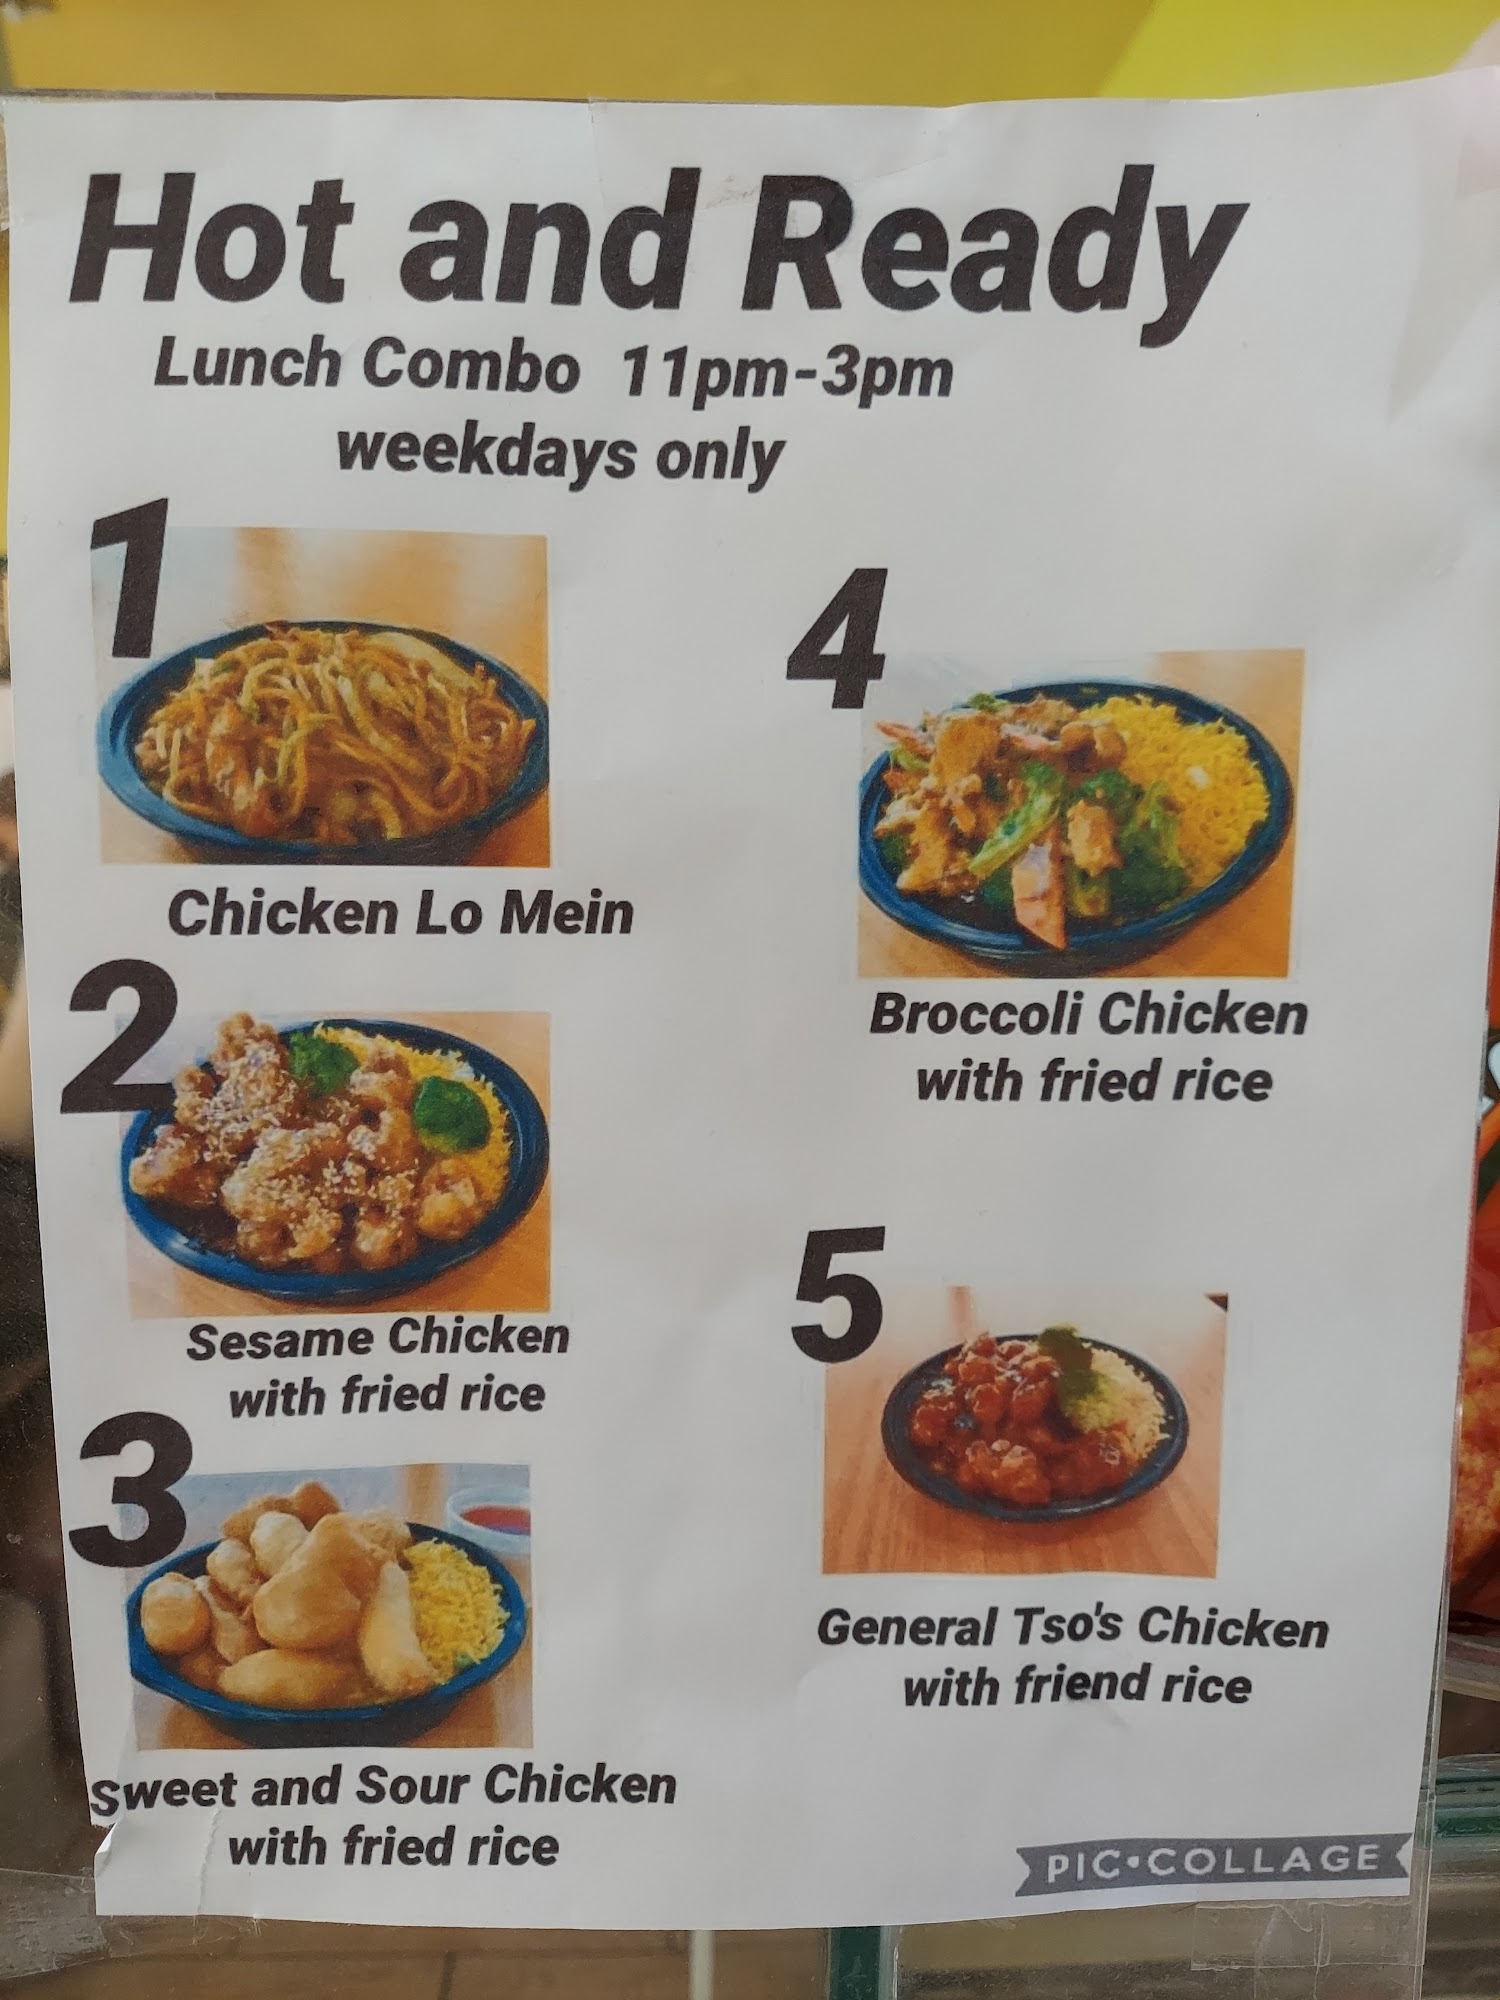 Hot and Ready
Lunch Combo 11pm-3pm
weekdays only
1
Chicken Lo Mein
2
Sesame Chicken
with fried rice
3
Sweet and Sour Chicken
with fried rice
4
Broccoli Chicken
with fried rice
5
General Tso's Chicken
with friend rice
PIC•COLLAGE